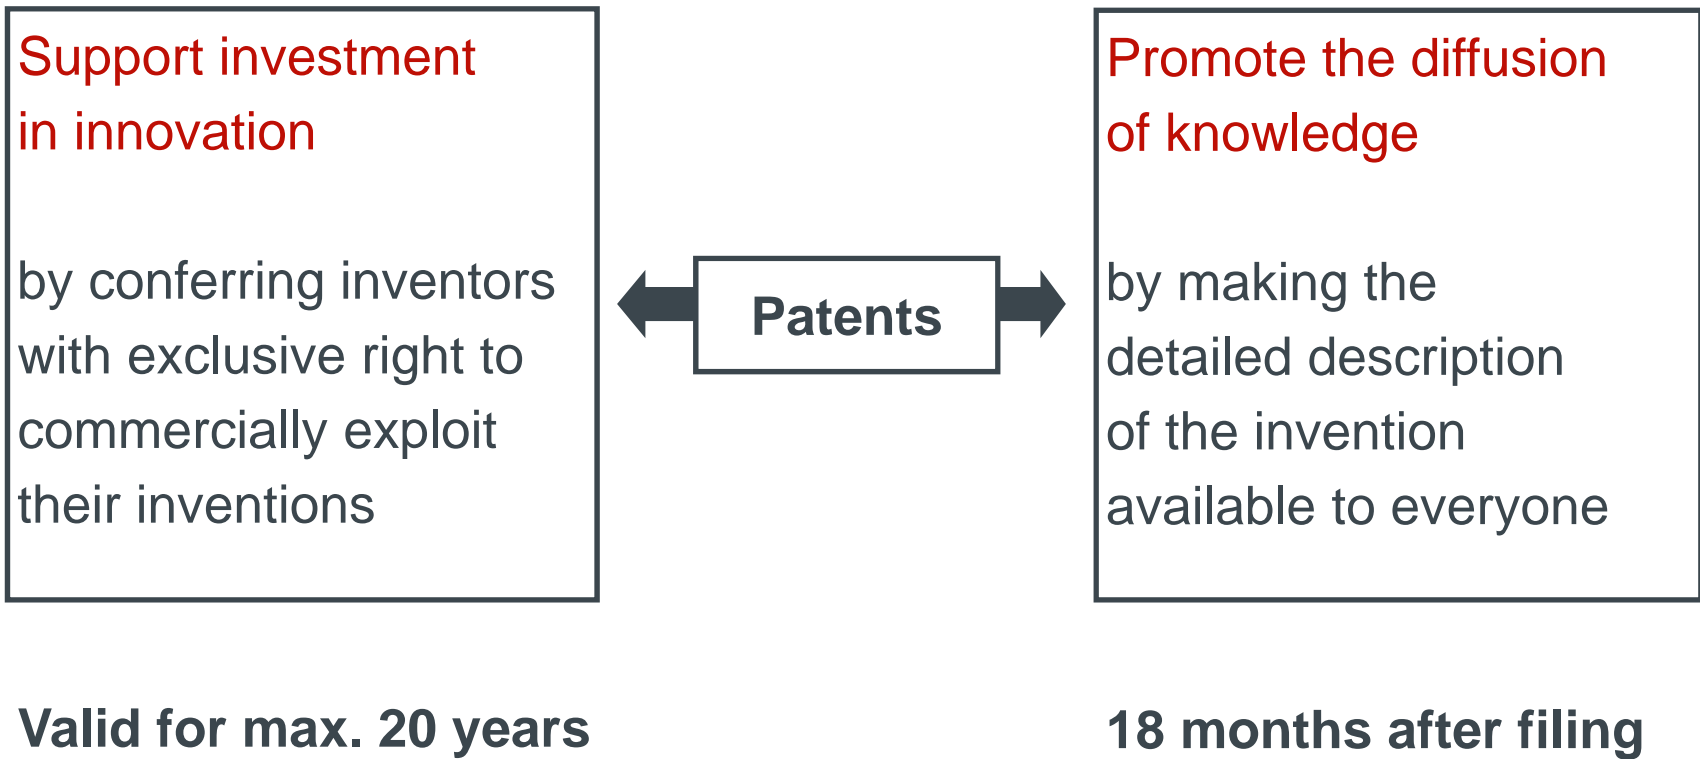 Support investment
in innovation
by conferring inventors
with exclusive right to
commercially exploit
their inventions
Valid for max. 20 years
Patents
Promote the diffusion
of knowledge
by making the
detailed description
of the invention
available to everyone
18 months after filing